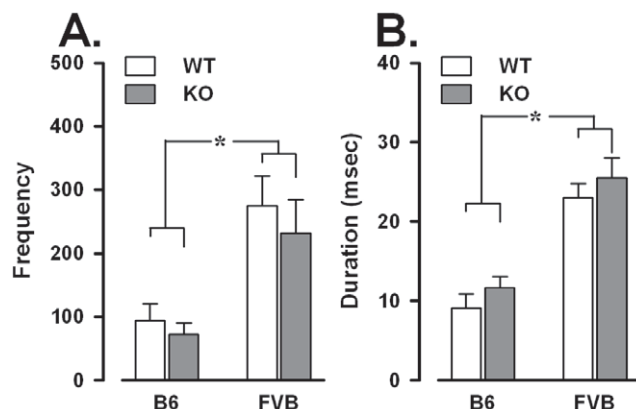 A.
500
400
300
200
100
0
Frequency
WT
KO
*
B6
FVB
B.
40
30
20
10
0
Duration (msec)
WT
KO
*
B6
FVB